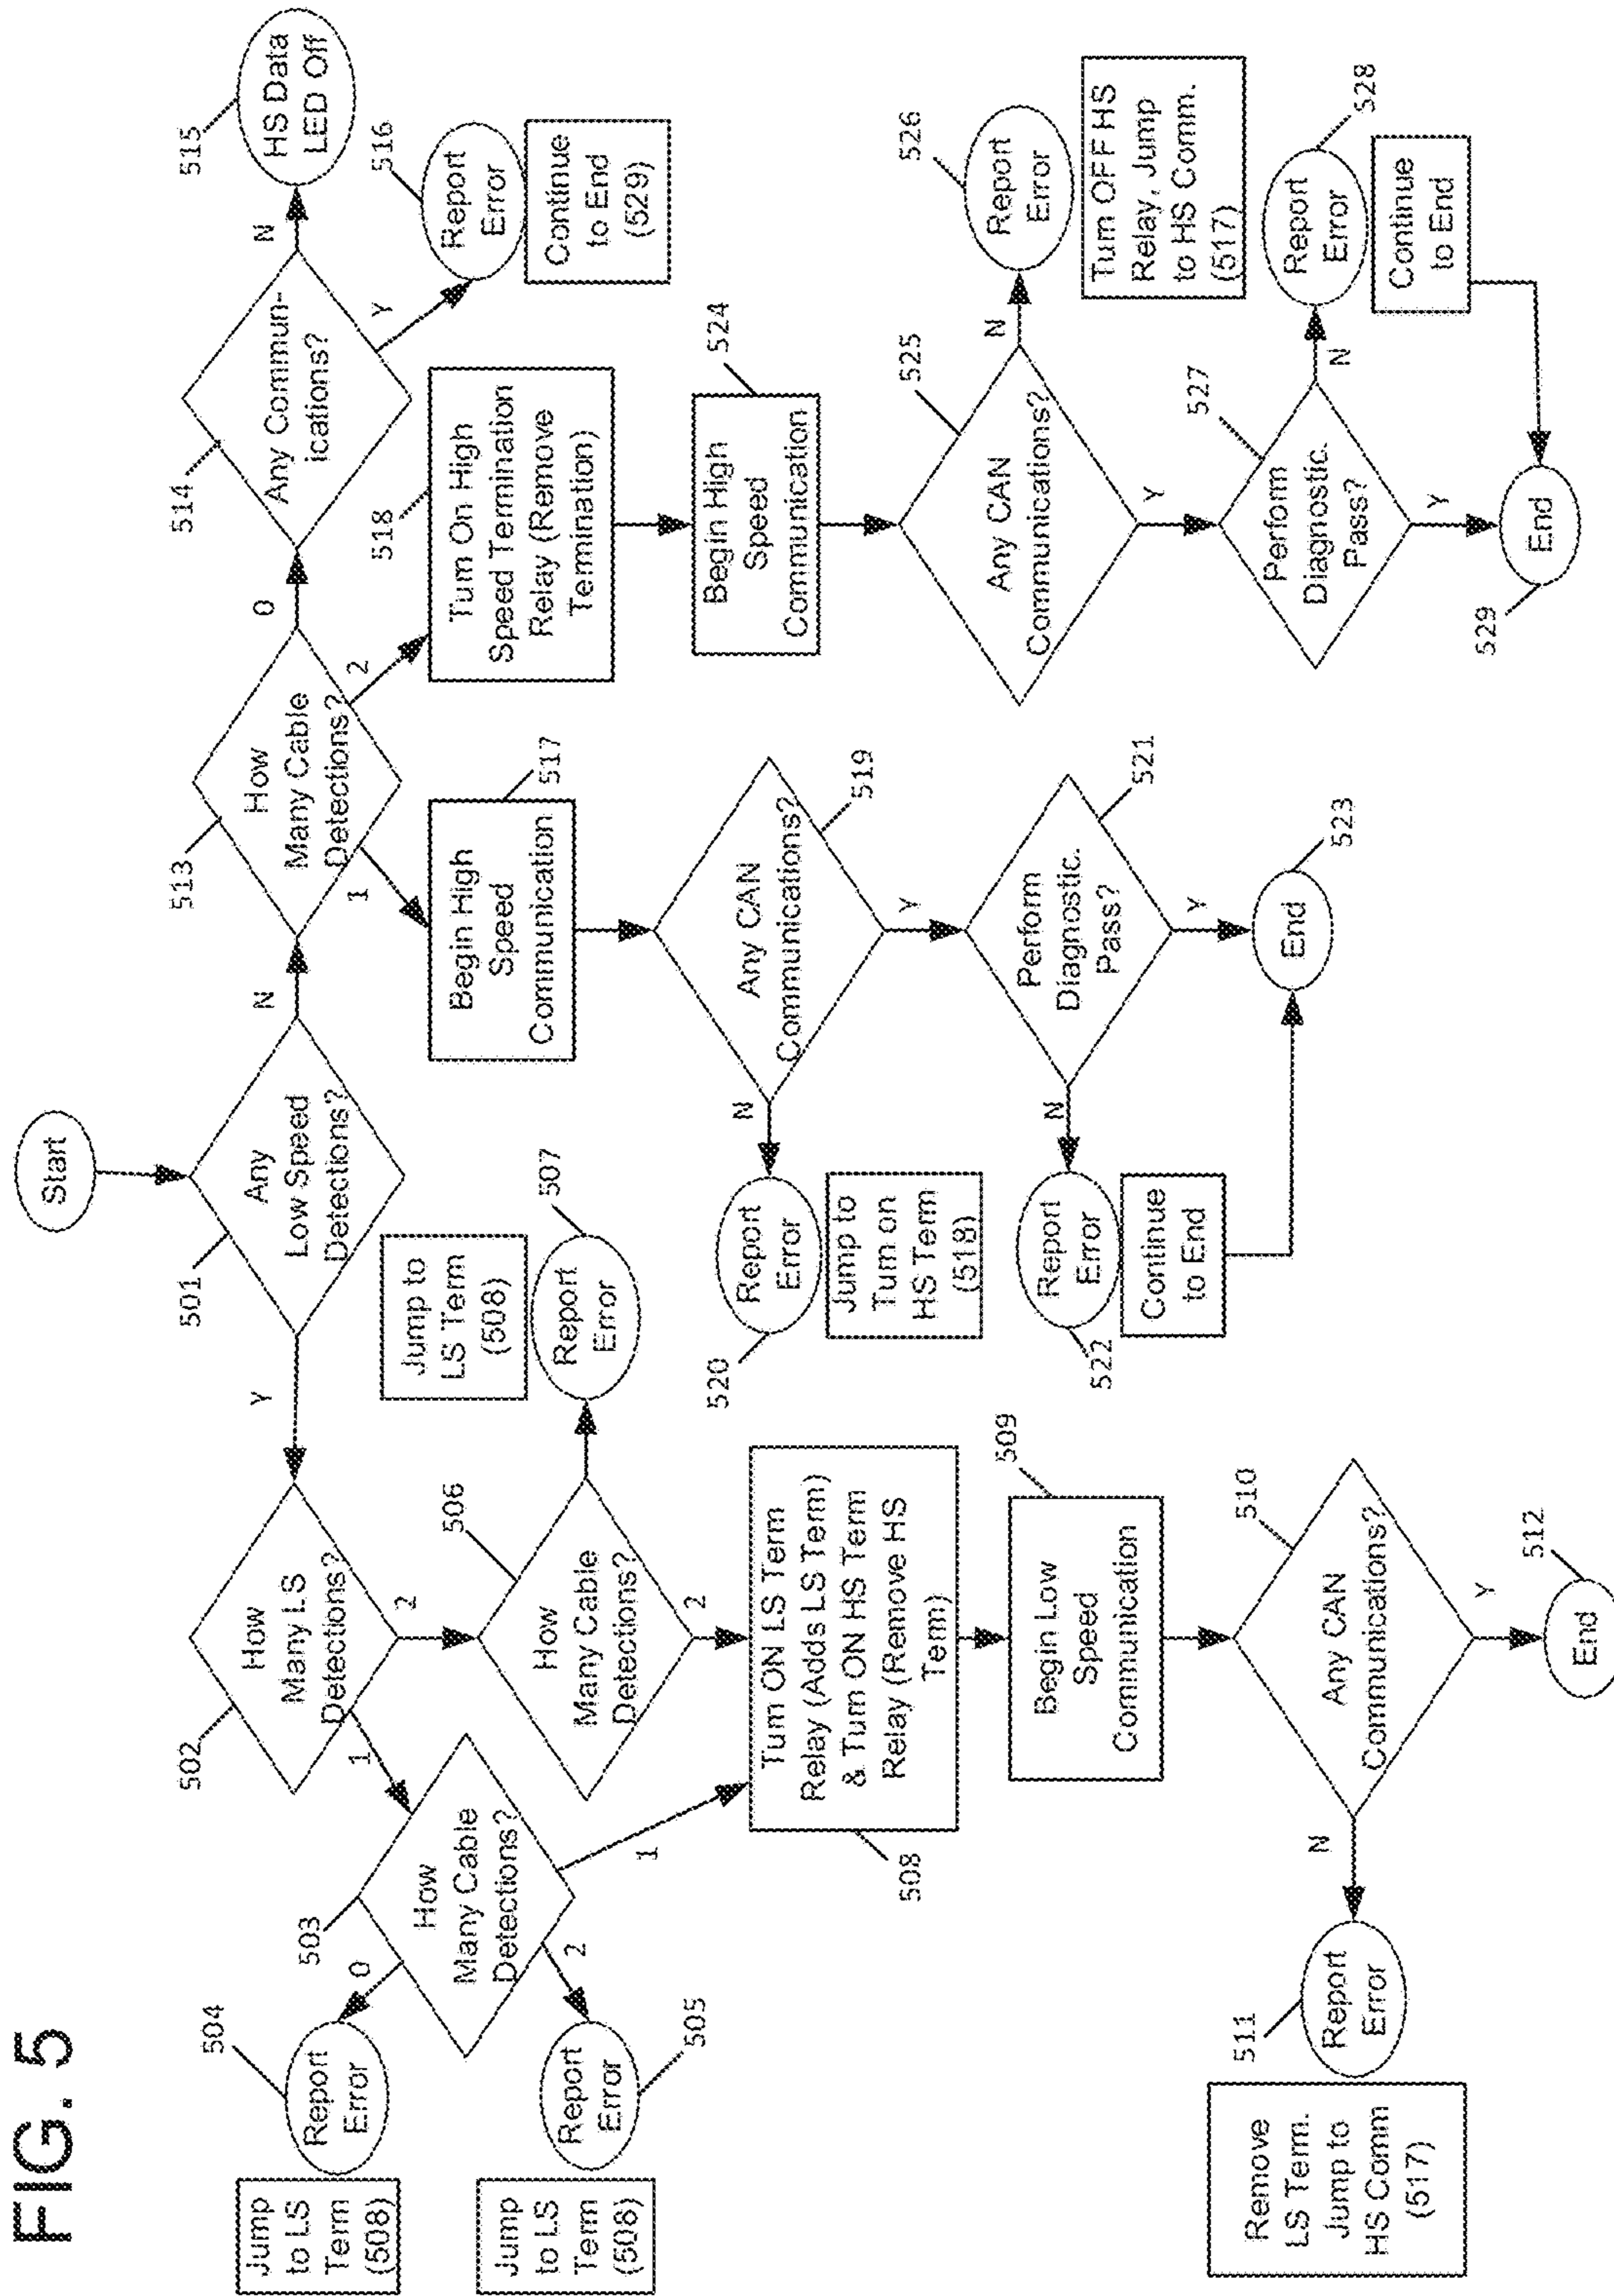 FIG. 5
Start
501
Any
Low Speed
Detections?
Y
N
502
How
Many LS
Detections?
1
2
503
How
Many Cable
Detections?
0
1
2
504
Report
Error
Jump
to LS
Term
(508)
505
Report
Error
Jump
to LS
Term
(508)
506
How
Many Cable
Detections?
2
507
Report
Error
Jump to
LS Term
(508)
508
Turn ON LS Term
Relay (Adds LS Term)
& Turn ON HS Term
Relay (Remove HS
Term)
509
Begin Low
Speed
Communication
510
Any CAN
Communications?
N
Y
511
Report
Error
Remove
LS Term.
Jump to
HS Comm
(517)
512
End
513
How
Many Cable
Detections?
0
1
2
514
Any Commun-
ications?
N
Y
515
HS Data
LED Off
516
Report
Error
Continue
to End
(529)
517
Begin High
Speed
Communication
518
Turn On High
Speed Termination
Relay (Remove
Termination)
519
Any CAN
Communications?
N
Y
520
Report
Error
Jump to
Turn on
HS Term
(518)
521
Perform
Diagnostic.
Pass?
N
Y
522
Report
Error
Continue
to End
523
End
524
Begin High
Speed
Communication
525
Any CAN
Communications?
N
Y
526
Report
Error
Turn OFF HS
Relay, Jump
to HS Comm.
(517)
527
Perform
Diagnostic.
Pass?
N
Y
528
Report
Error
Continue
to End
529
End